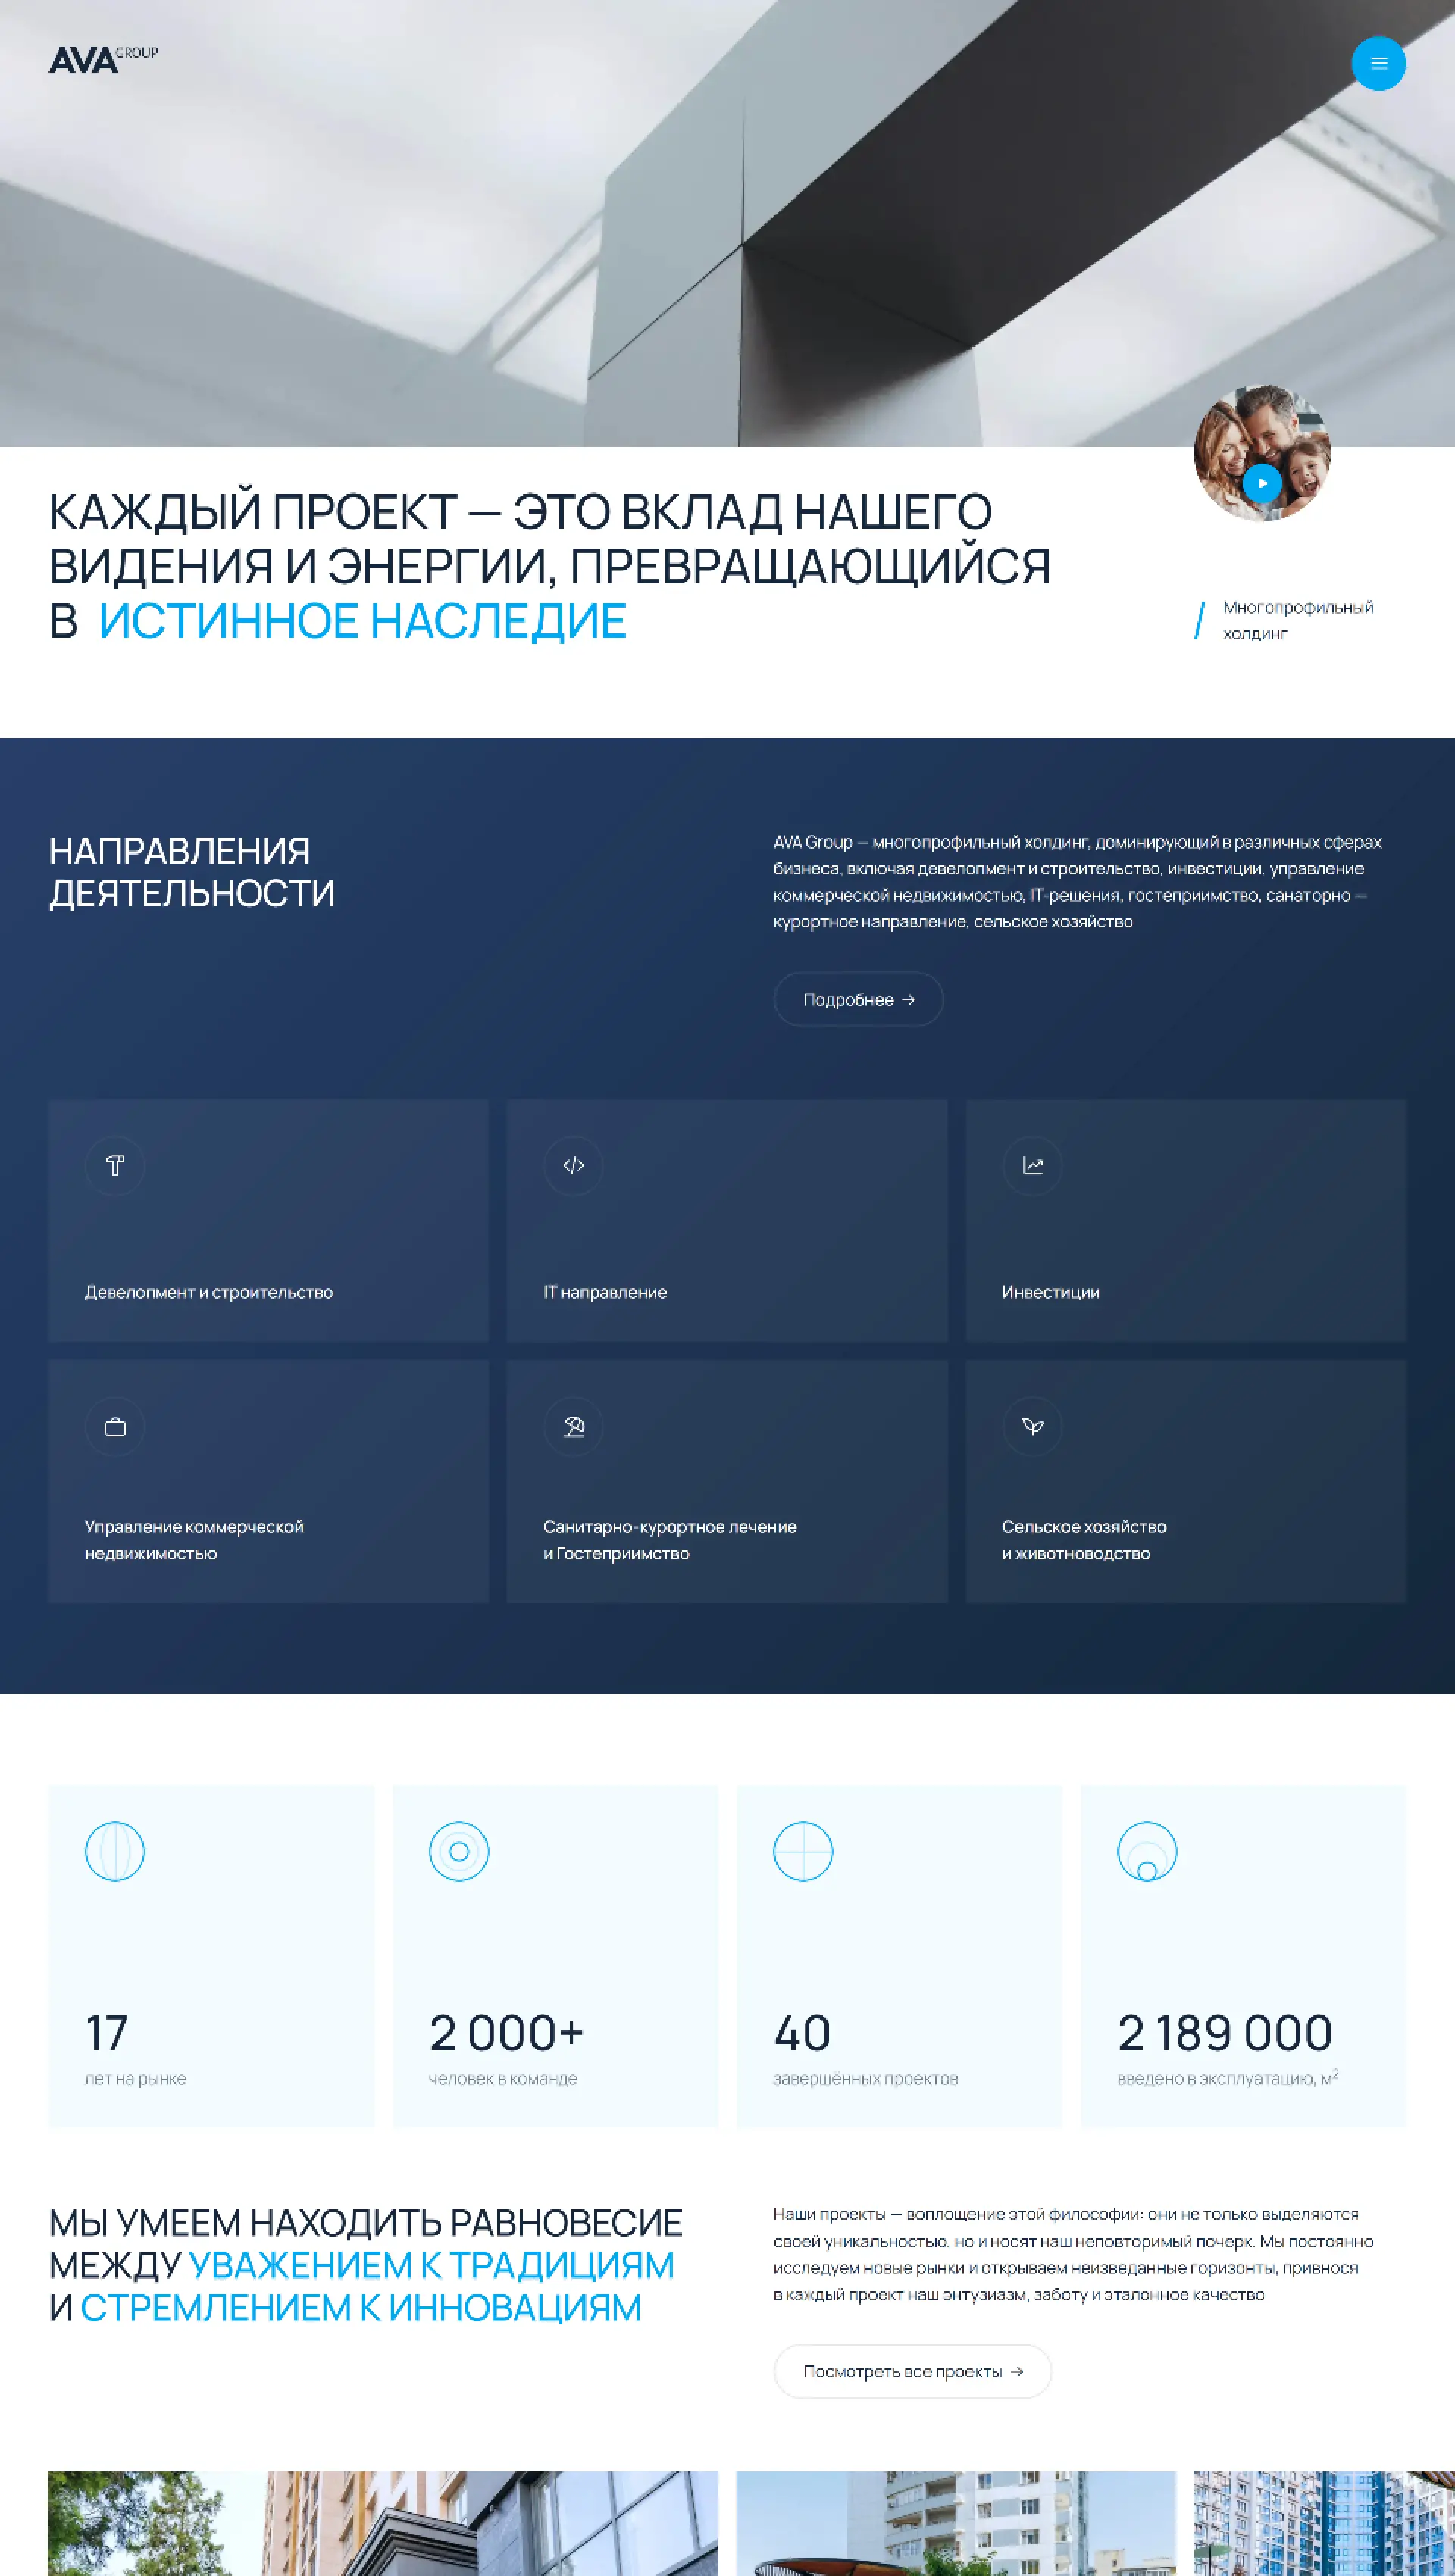 AVA GROUP
КАЖДЫЙ ПРОЕКТ — ЭТО ВКЛАД НАШЕГО
ВИДЕНИЯ И ЭНЕРГИИ, ПРЕВРАЩАЮЩИЙСЯ
В ИСТИННОЕ НАСЛЕДИЕ
Многопрофильный
холдинг
НАПРАВЛЕНИЯ
ДЕЯТЕЛЬНОСТИ
AVA Group — многопрофильный холдинг, доминирующий в различных сферах
бизнеса, включая девелопмент и строительство, инвестиции, управление
коммерческой недвижимостью, IT-решения, гостеприимство, санаторно —
курортное направление, сельское хозяйство
Подробнее →
Девелопмент и строительство
IT направление
Инвестиции
Управление коммерческой
недвижимостью
Санитарно-курортное лечение
и Гостеприимство
Сельское хозяйство
и животноводство
17
лет на рынке
2 000+
человек в команде
40
завершённых проектов
2 189 000
введено в эксплуатацию, м²
МЫ УМЕЕМ НАХОДИТЬ РАВНОВЕСИЕ
МЕЖДУ УВАЖЕНИЕМ К ТРАДИЦИЯМ
И СТРЕМЛЕНИЕМ К ИННОВАЦИЯМ
Наши проекты — воплощение этой философии: они не только выделяются
своей уникальностью, но и носят наш неповторимый почерк. Мы постоянно
исследуем новые рынки и открываем неизведанные горизонты, привнося
в каждый проект наш энтузиазм, заботу и эталонное качество
Посмотреть все проекты →